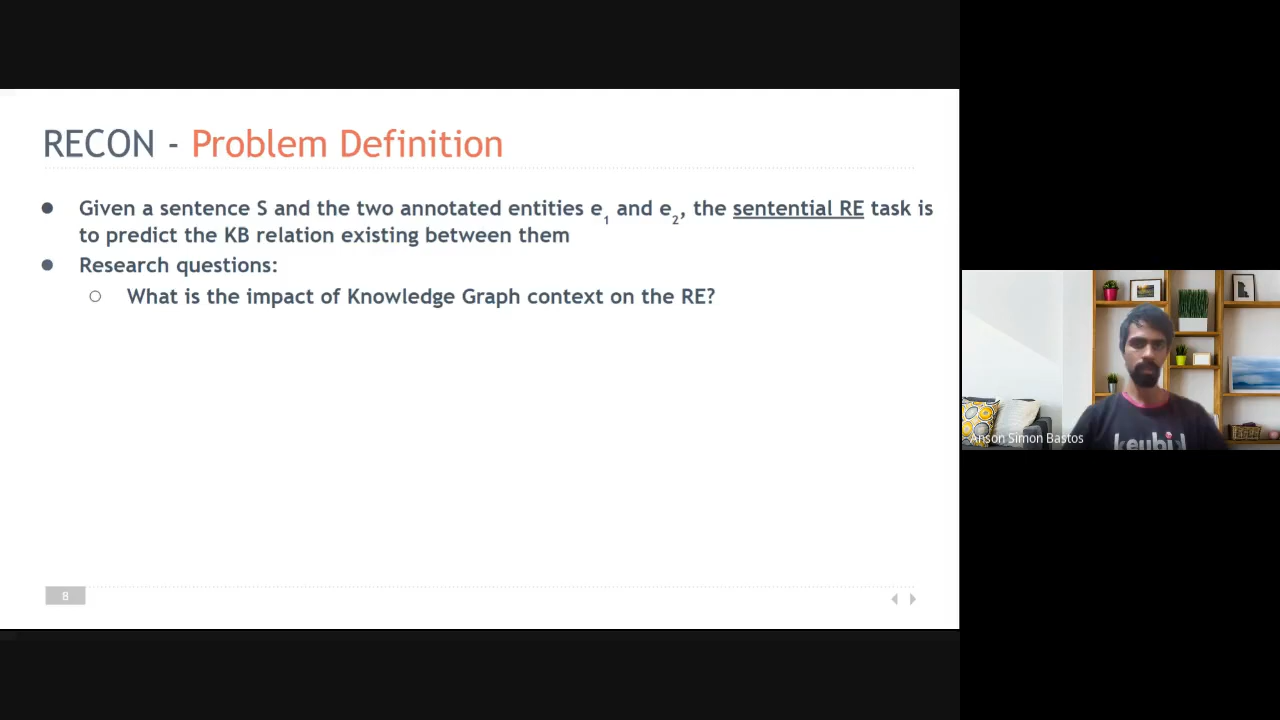 RECON - Problem Definition
● Given a sentence S and the two annotated entities e1 and e2, the sentential RE task is
to predict the KB relation existing between them
● Research questions:
○ What is the impact of Knowledge Graph context on the RE?
8
Anson Simon Bastos